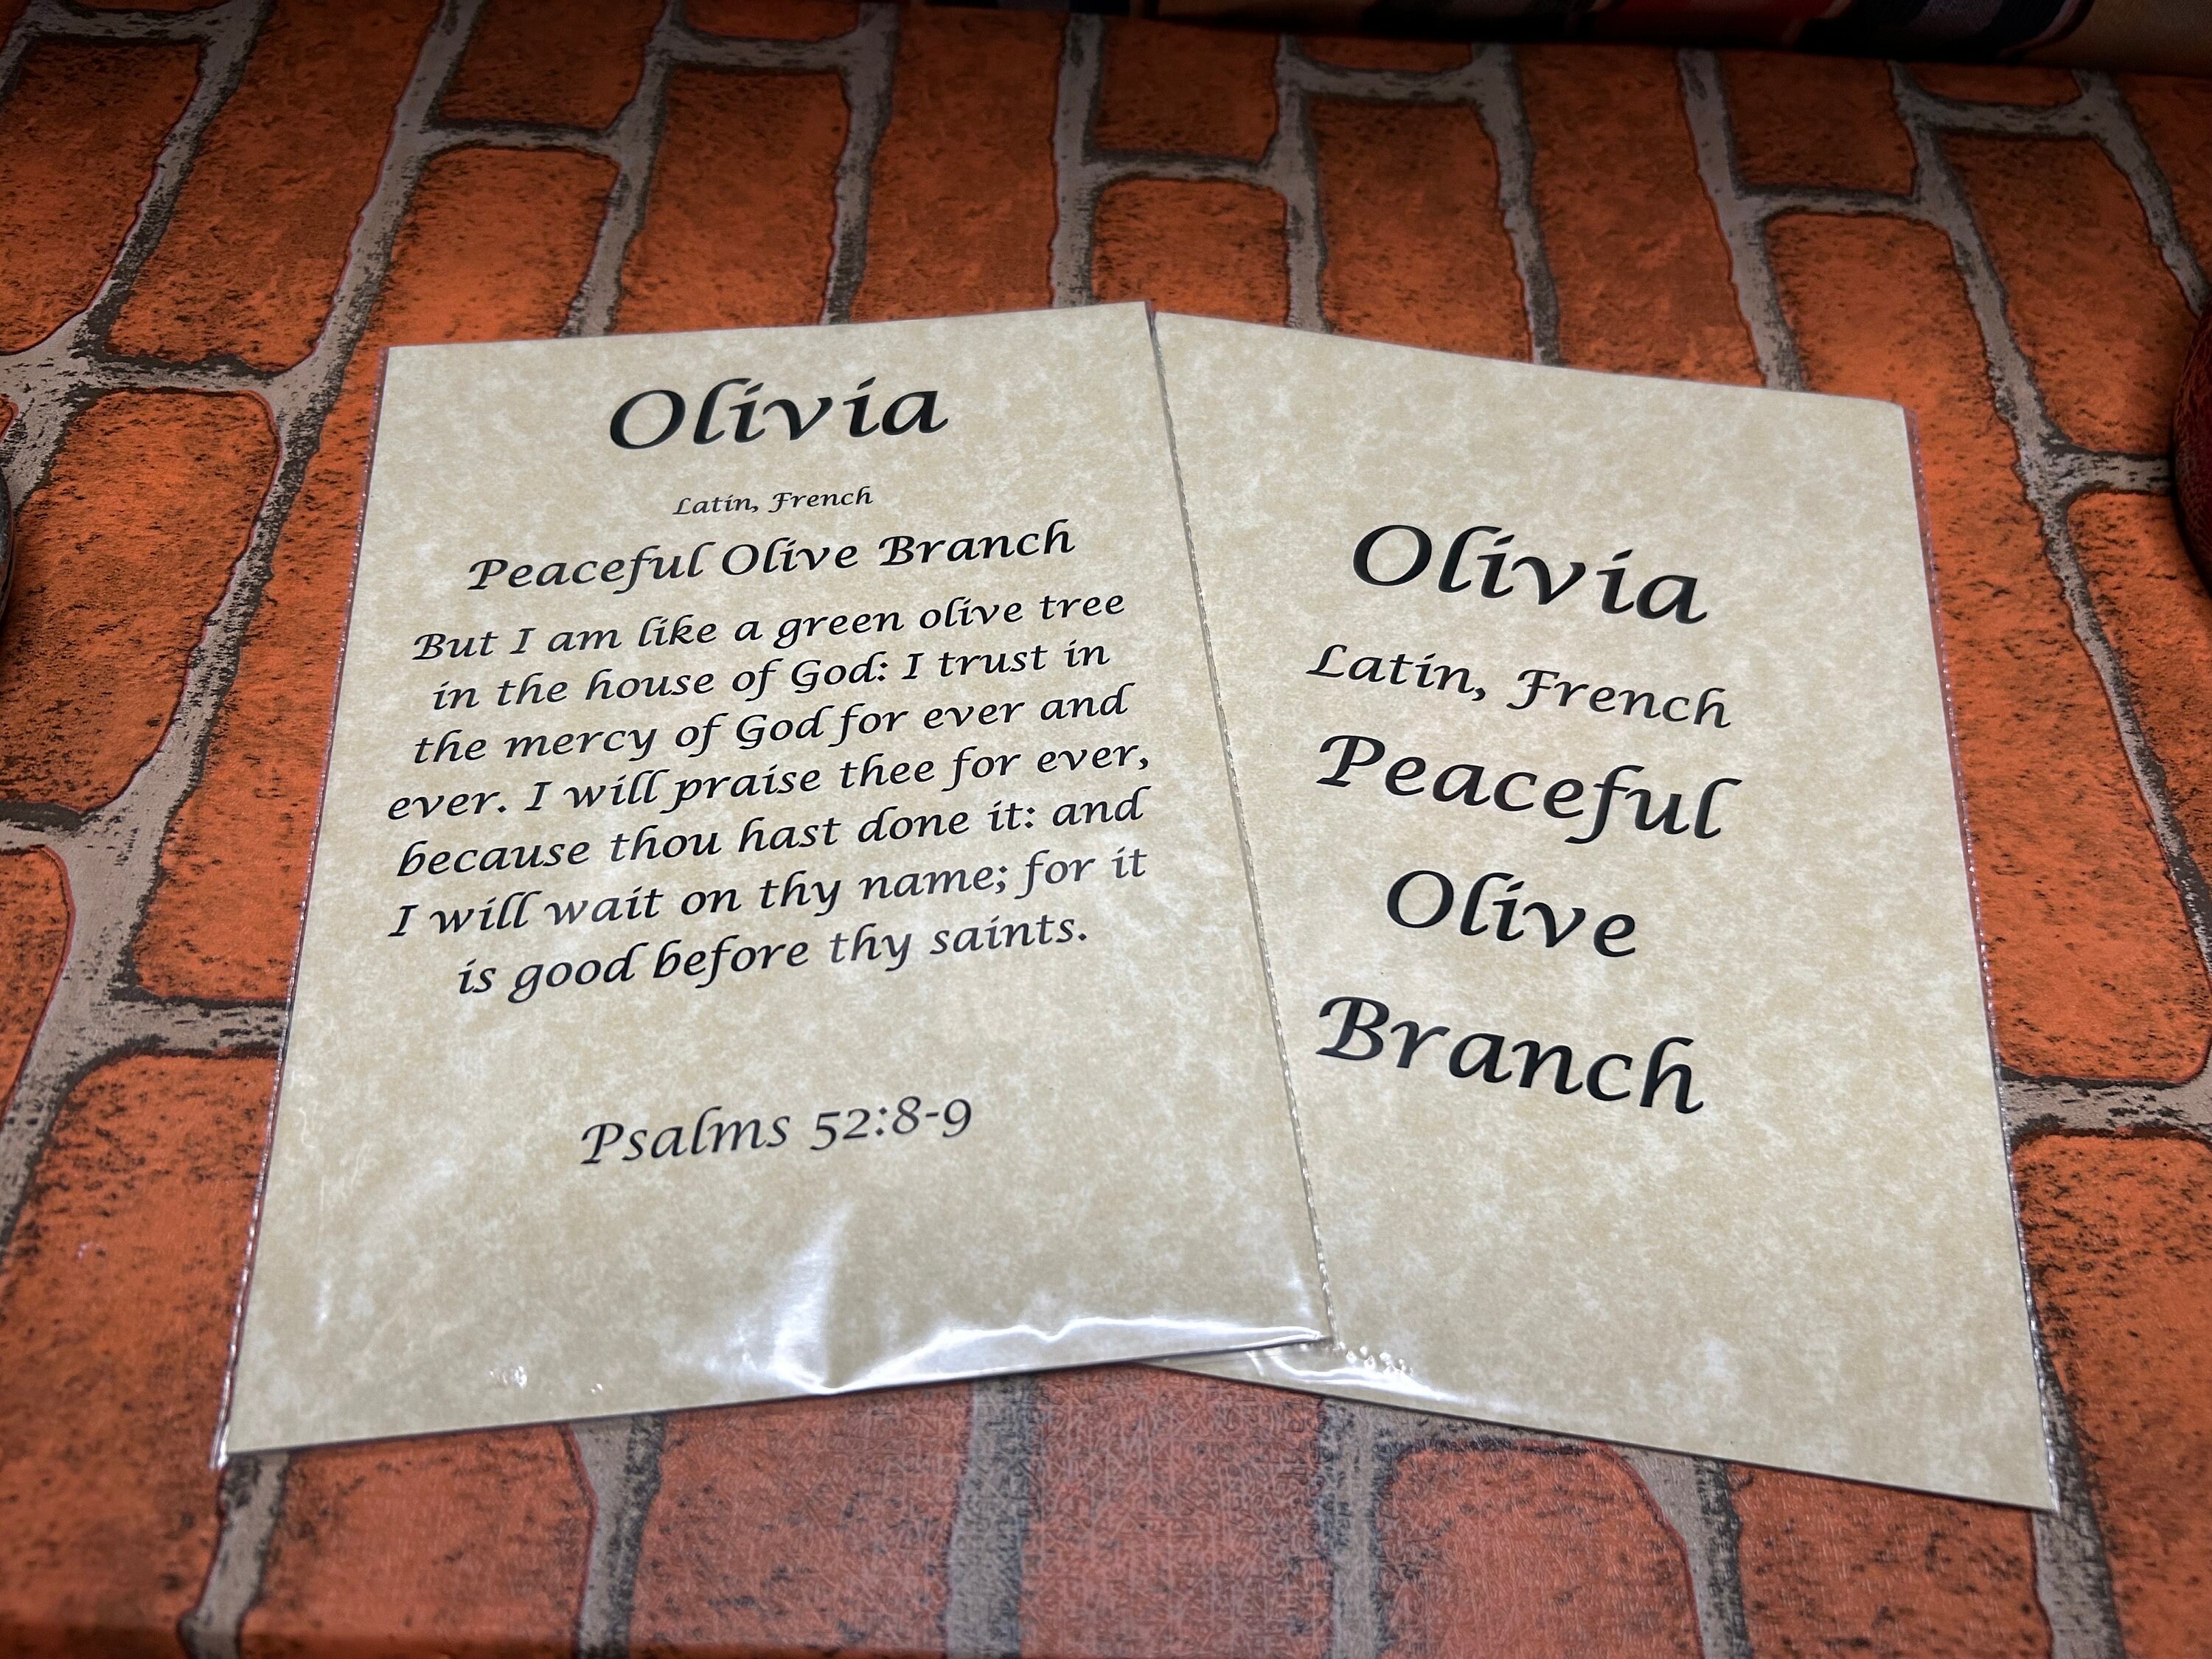 Olivia
Latin, French
Peaceful Olive Branch
But I am like a green olive tree
in the house of God: I trust in
the mercy of God for ever and
ever. I will praise thee for ever,
because thou hast done it: and
I will wait on thy name; for it
is good before thy saints.
Psalms 52:8-9
Olivia
Latin, French
Peaceful
Olive
Branch